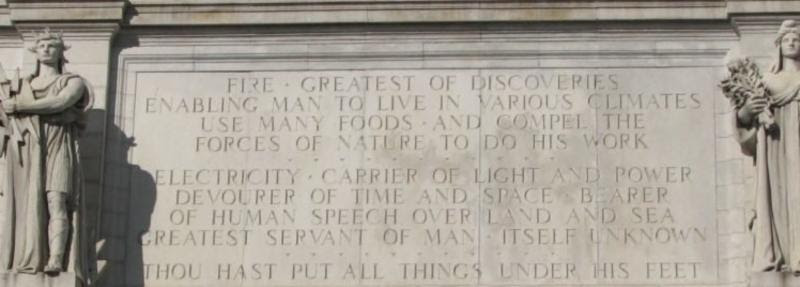 FIRE · GREATEST OF DISCOVERIES
ENABLING MAN TO LIVE IN VARIOUS CLIMATES
USE MANY FOODS · AND COMPEL THE
FORCES OF NATURE TO DO HIS WORK
ELECTRICITY · CARRIER OF LIGHT AND POWER
DEVOURER OF TIME AND SPACE · BEARER
OF HUMAN SPEECH OVER LAND AND SEA
GREATEST SERVANT OF MAN · ITSELF UNKNOWN
THOU HAST PUT ALL THINGS UNDER HIS FEET